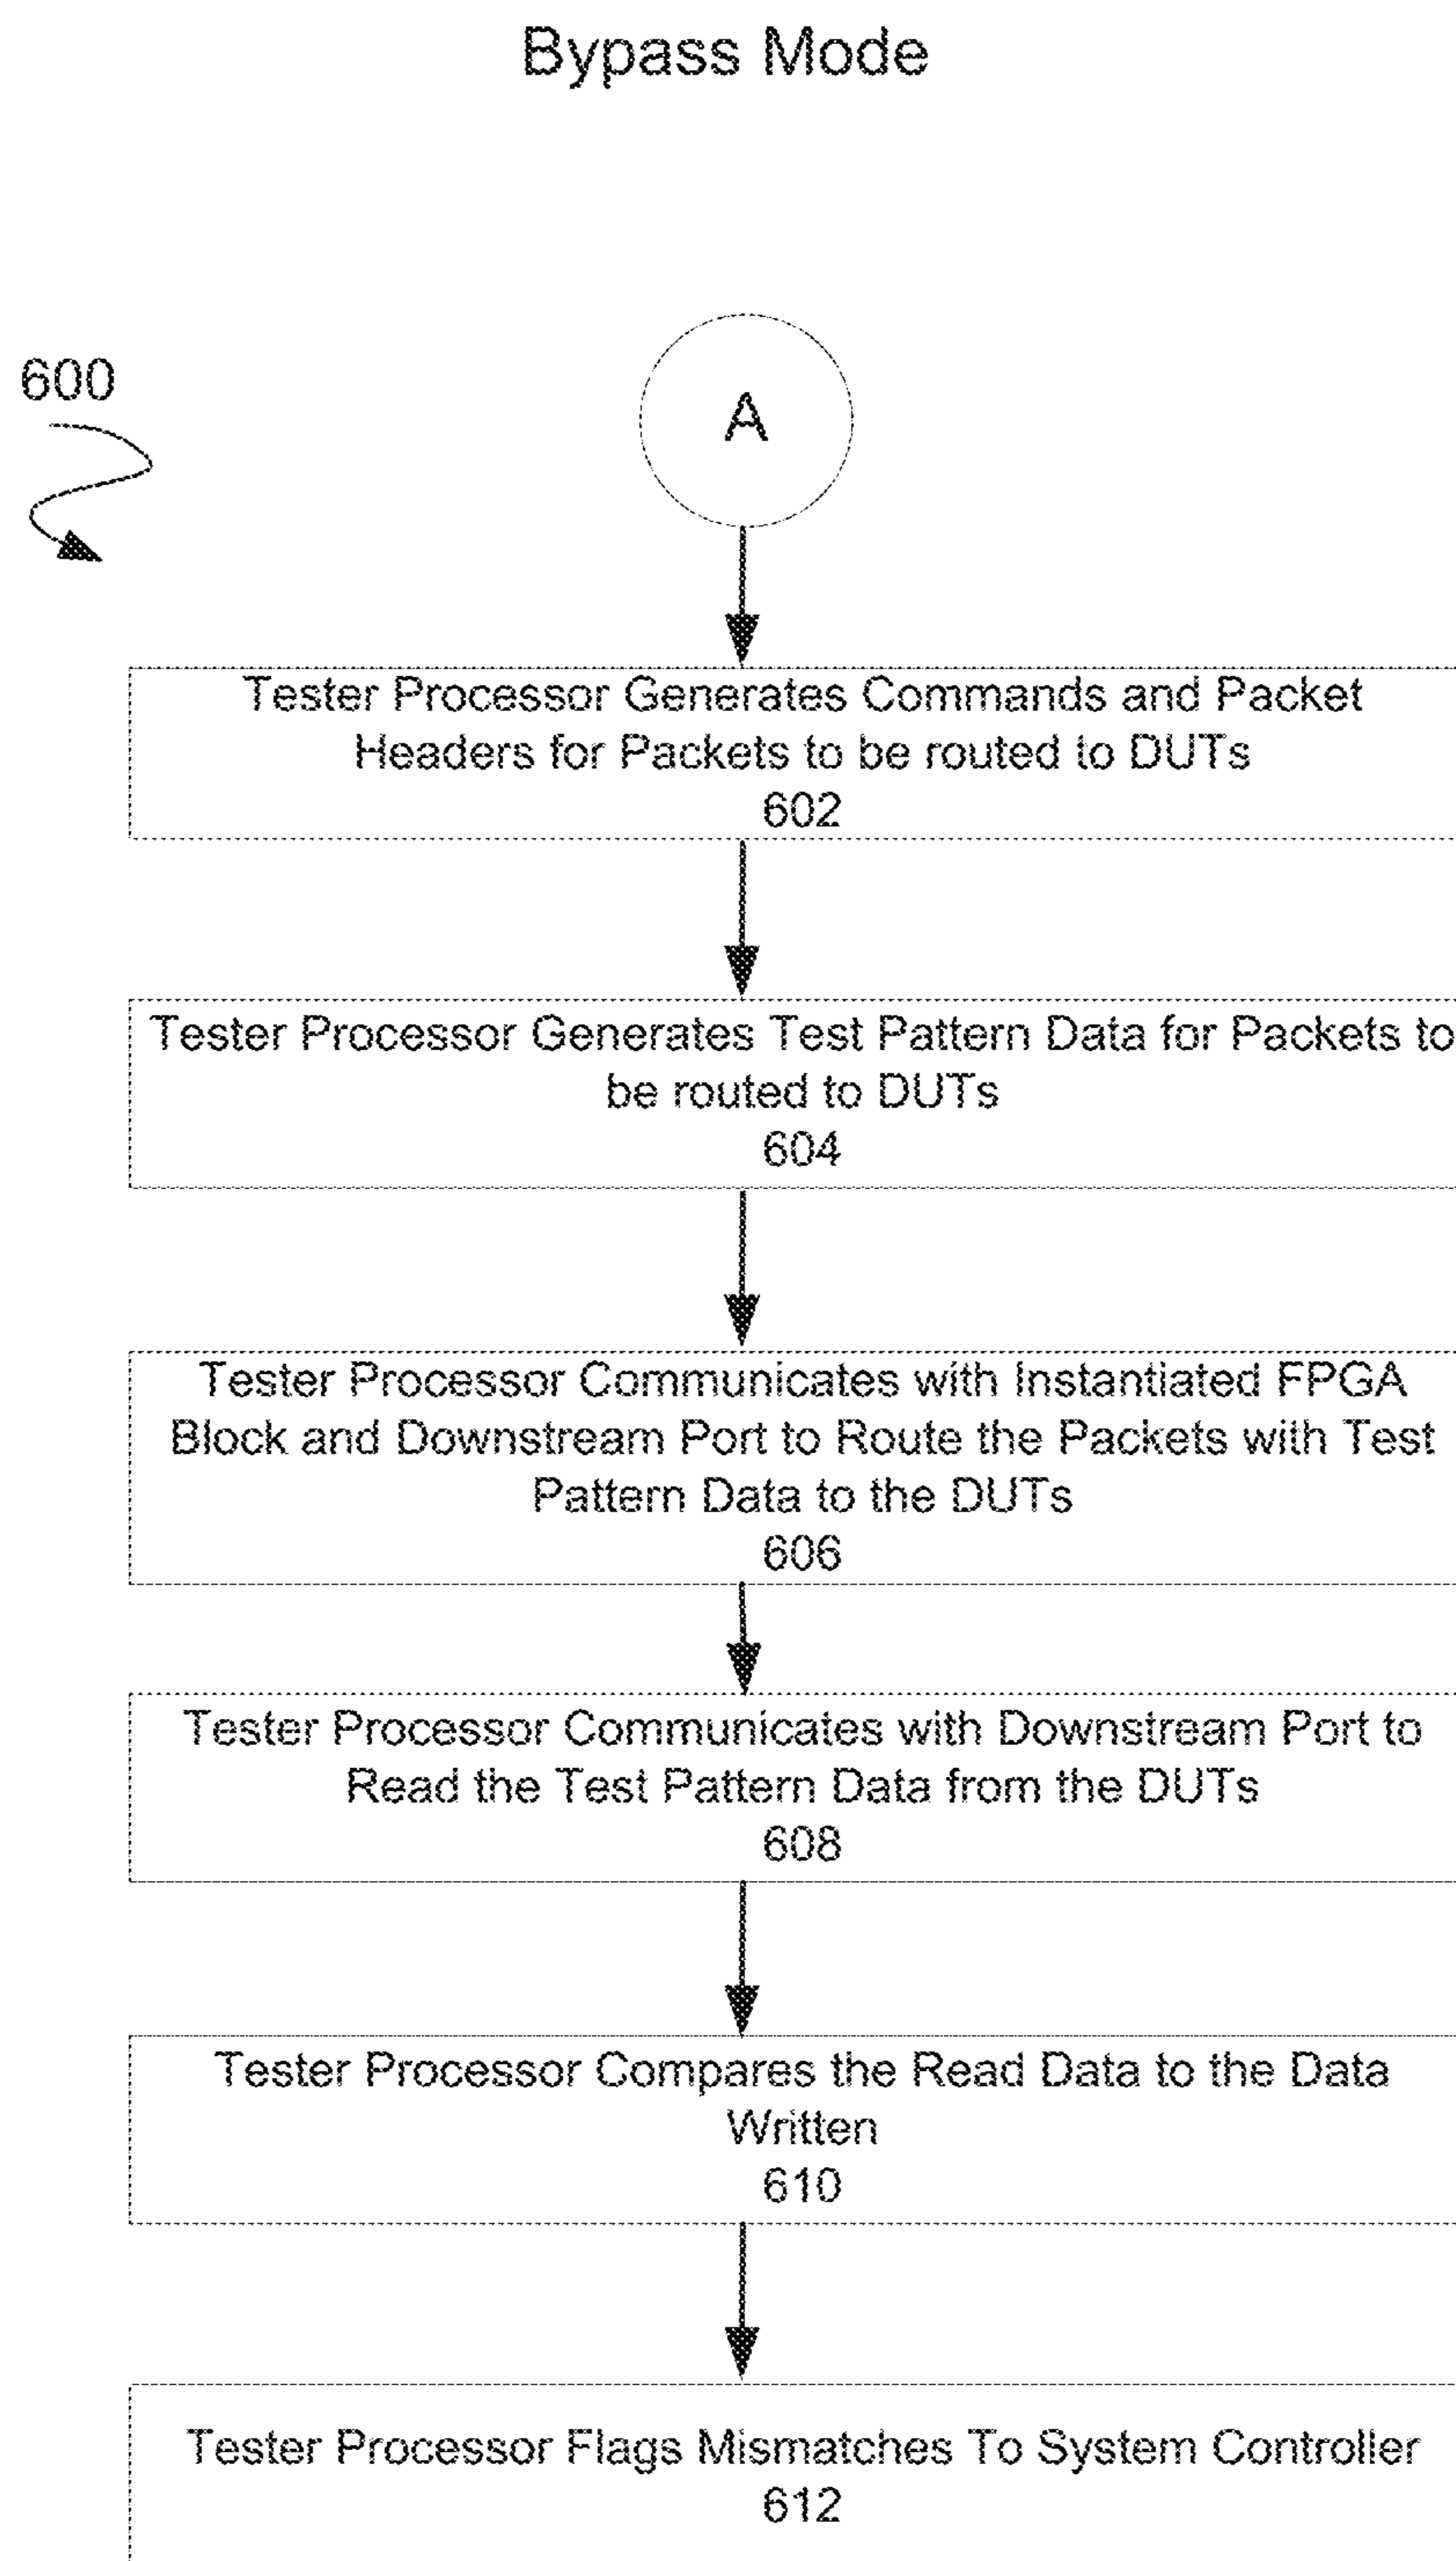 Bypass Mode
600
A
Tester Processor Generates Commands and Packet
Headers for Packets to be routed to DUTs
602
Tester Processor Generates Test Pattern Data for Packets to
be routed to DUTs
604
Tester Processor Communicates with Instantiated FPGA
Block and Downstream Port to Route the Packets with Test
Pattern Data to the DUTs
606
Tester Processor Communicates with Downstream Port to
Read the Test Pattern Data from the DUTs
608
Tester Processor Compares the Read Data to the Data
Written
610
Tester Processor Flags Mismatches To System Controller
612